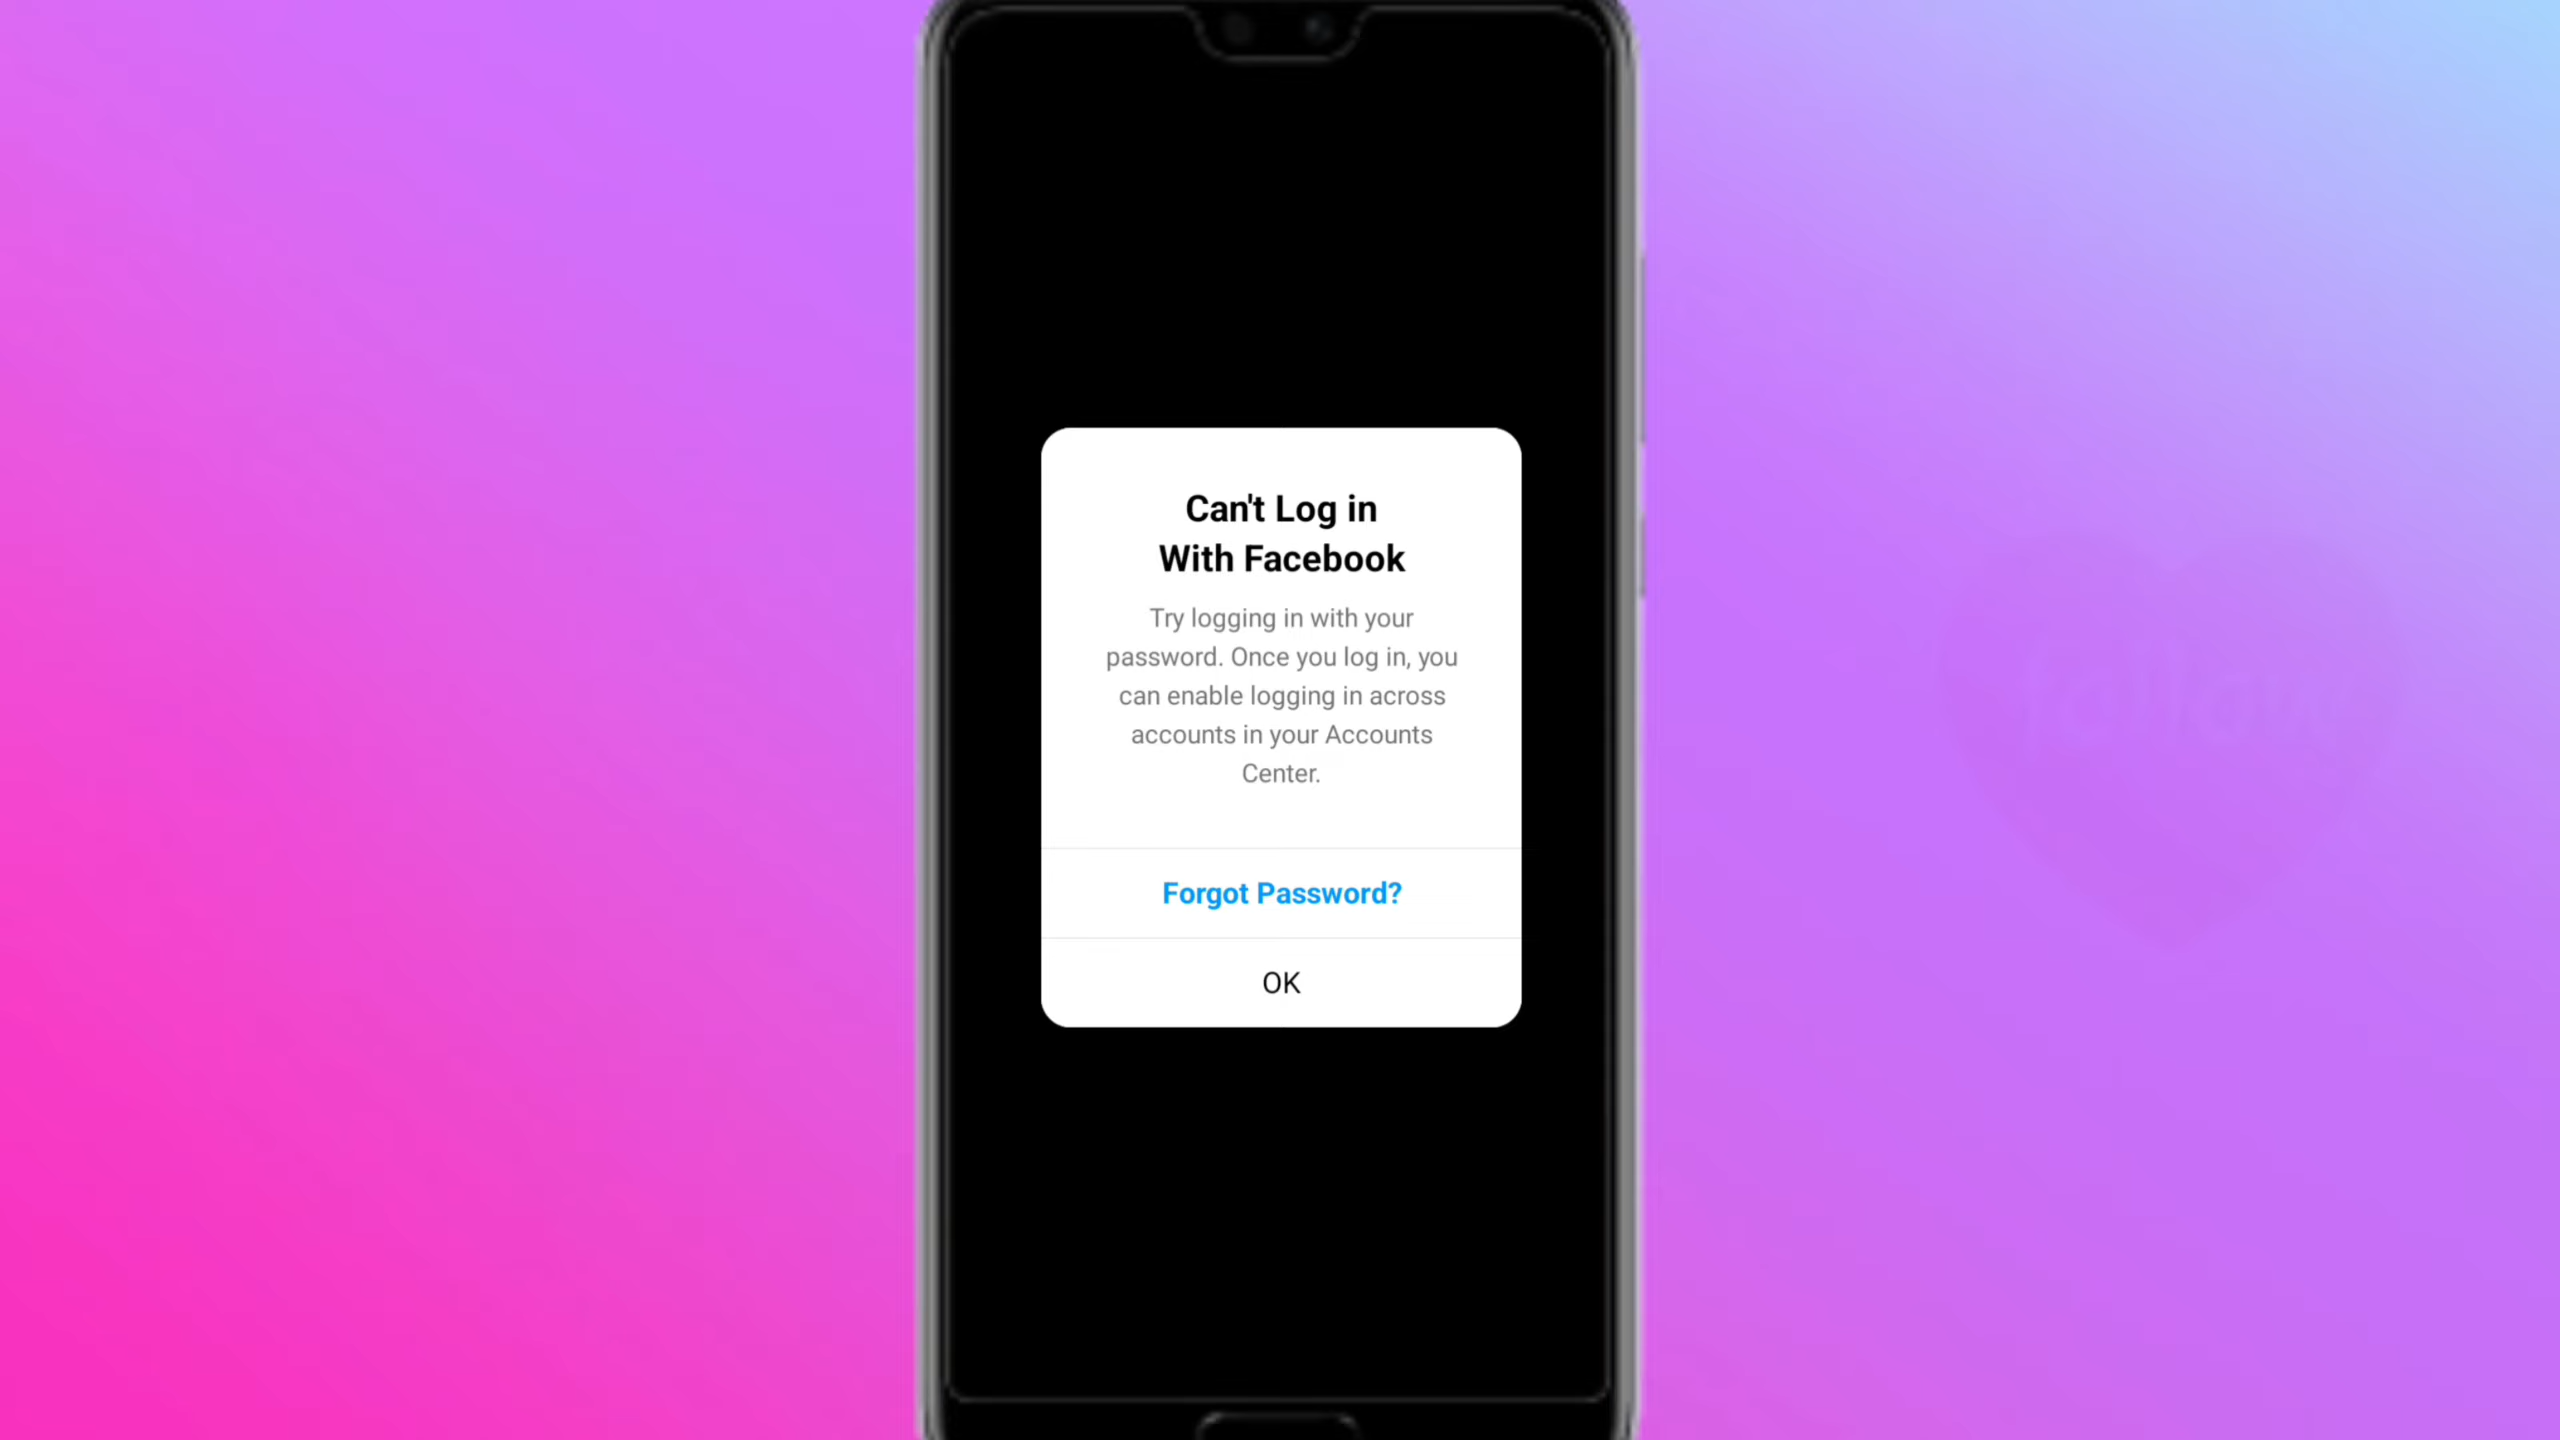 Can't Log in
With Facebook
Try logging in with your
password. Once you log in, you
can enable logging in across
accounts in your Accounts
Center.
Forgot Password?
OK